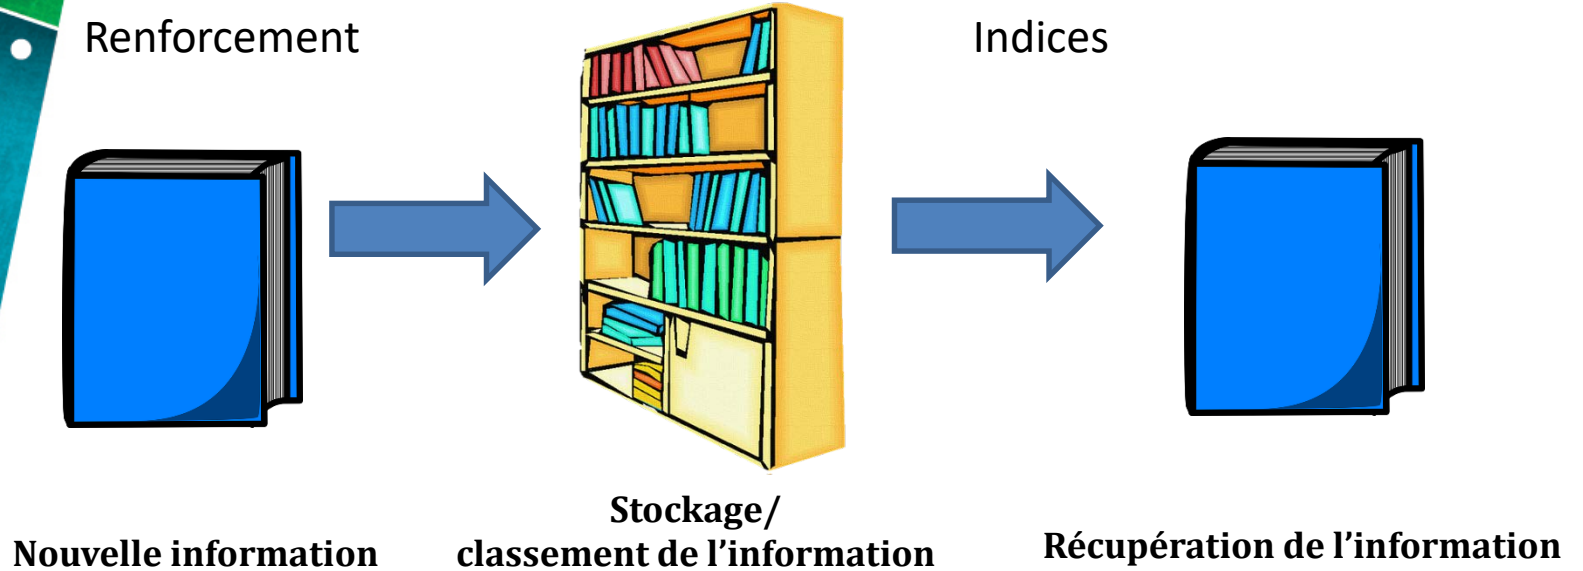 Renforcement
Indices
Stockage/
classement de l’information
Nouvelle information
Récupération de l’information